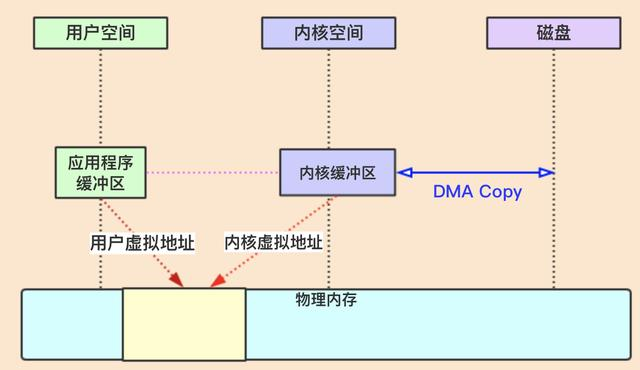 用户空间
内核空间
磁盘
应用程序
缓冲区
内核缓冲区
DMA Copy
用户虚拟地址
内核虚拟地址
物理内存